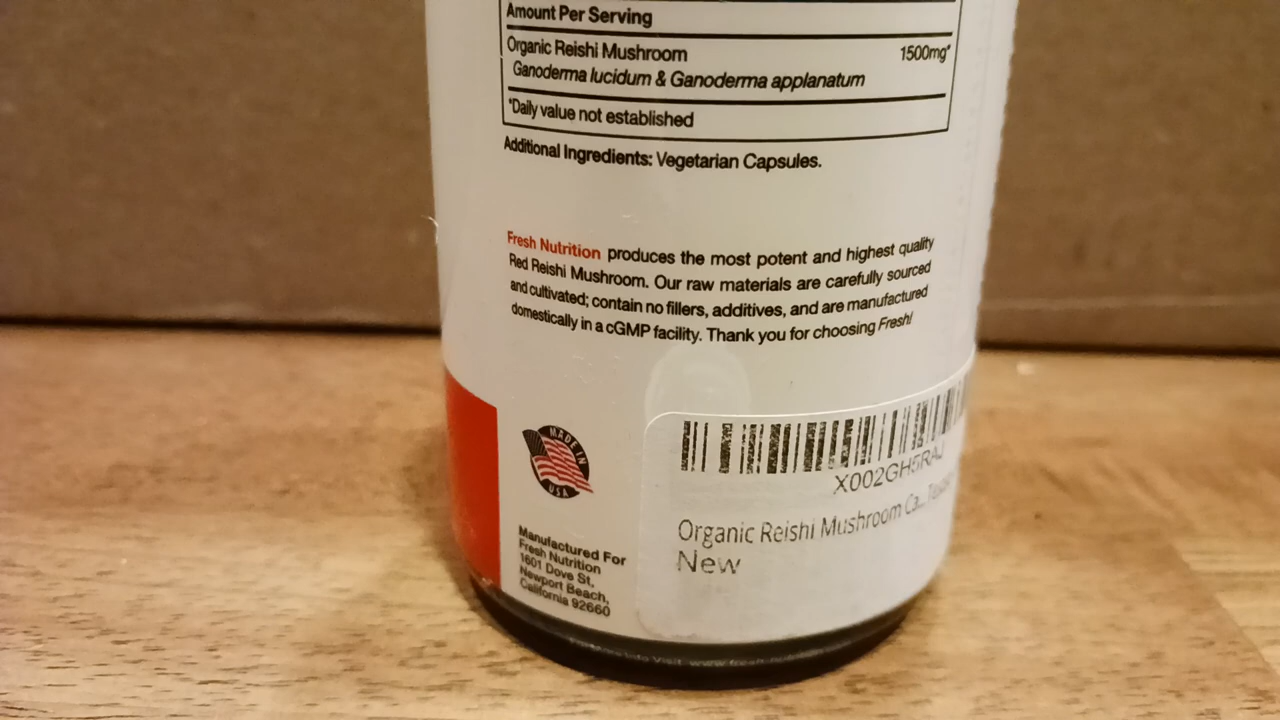 Amount Per Serving
Organic Reishi Mushroom 1500mg*
Ganoderma lucidum & Ganoderma applanatum
*Daily value not established
Additional Ingredients: Vegetarian Capsules.
Fresh Nutrition produces the most potent and highest quality
Red Reishi Mushroom. Our raw materials are carefully sourced
and cultivated; contain no fillers, additives, and are manufactured
domestically in a cGMP facility. Thank you for choosing Fresh!
MADE IN
USA
Manufactured For
Fresh Nutrition
1601 Dove St,
Newport Beach,
California 92660
X002GH5RAJ
Organic Reishi Mushroom Ca...
New